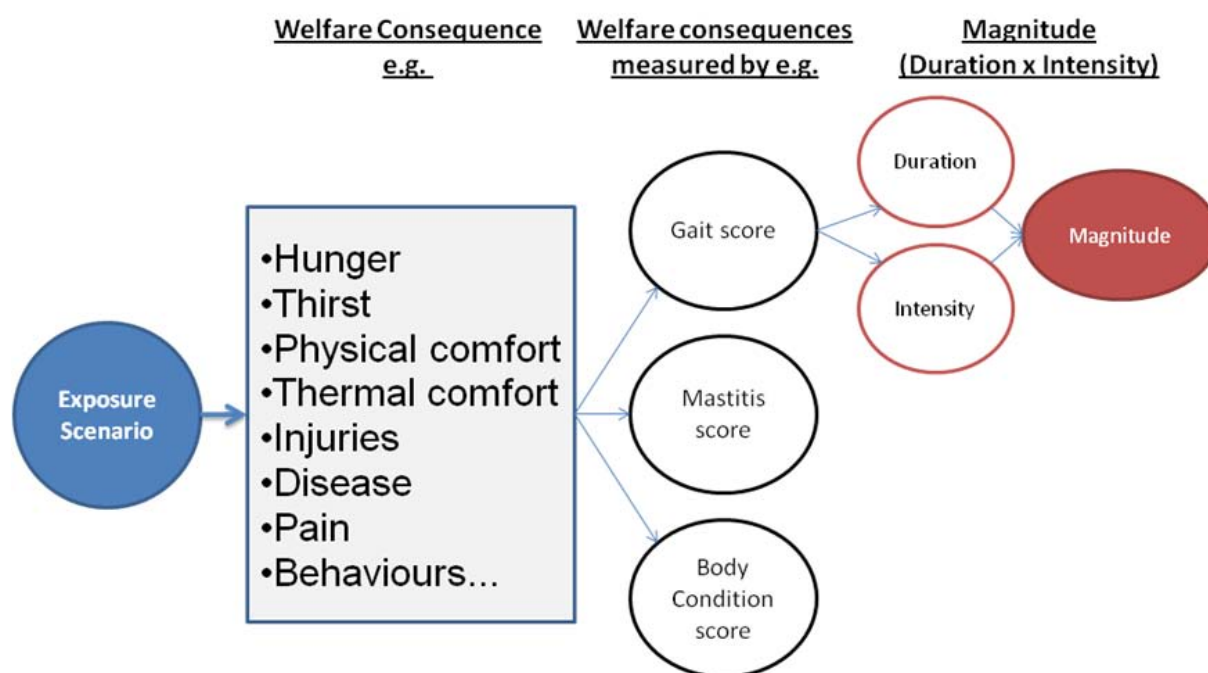 Welfare Consequence
e.g.
Welfare consequences
measured by e.g.
Magnitude
(Duration x Intensity)
Exposure
Scenario
•Hunger
•Thirst
•Physical comfort
•Thermal comfort
•Injuries
•Disease
•Pain
•Behaviours...
Gait score
Mastitis
score
Body
Condition
score
Duration
Intensity
Magnitude